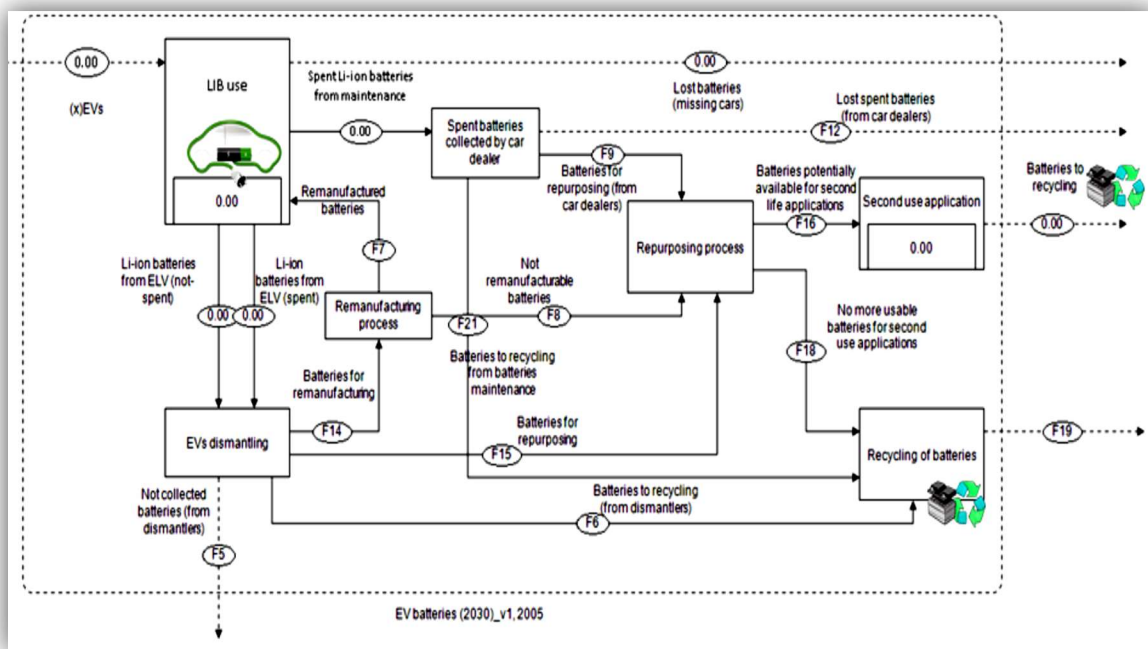 0.00
(x)EVs
LIB use
0.00
Spent Li-ion batteries
from maintenance
0.00
0.00
Lost batteries
(missing cars)
Spent batteries
collected by car
dealer
Lost spent batteries
(from car dealers)
F12
F9
Batteries for
repurposing (from
car dealers)
Batteries potentially
available for second
life applications
F16
Second use application
0.00
Batteries to
recycling
0.00
Remanufactured
batteries
F7
Repurposing process
Li-ion batteries
from ELV (not-
spent)
0.00
Li-ion
batteries from
ELV (spent)
0.00
Remanufacturing
process
Not
remanufacturable
batteries
F8
F21
Batteries to recycling
from batteries
maintenance
No more usable
batteries for second
use applications
F18
Batteries for
remanufacturing
F14
EVs dismantling
Batteries for
repurposing
F15
Recycling of batteries
F19
Not collected
batteries (from
dismantlers)
F5
Batteries to recycling
(from dismantlers)
F6
EV batteries (2030)_v1, 2005